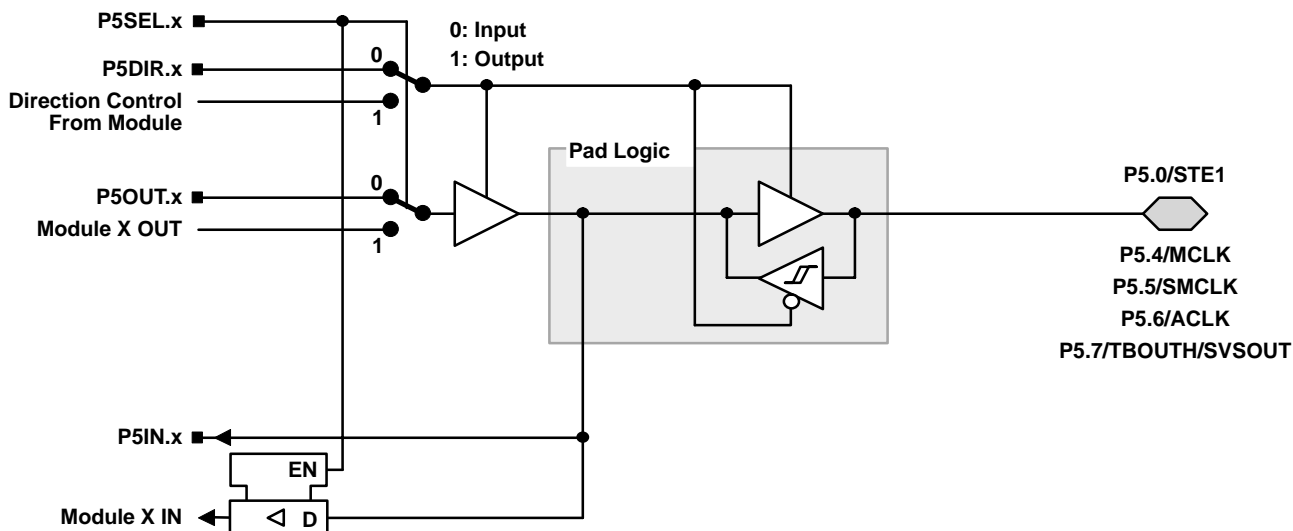 P5SEL.x
0: Input
1: Output
0
P5DIR.x
Direction Control
From Module
1
Pad Logic
P5.0/STE1
0
P5OUT.x
Module X OUT
1
P5.4/MCLK
P5.5/SMCLK
P5.6/ACLK
P5.7/TBOUTH/SVSOUT
P5IN.x
EN
Module X IN
D